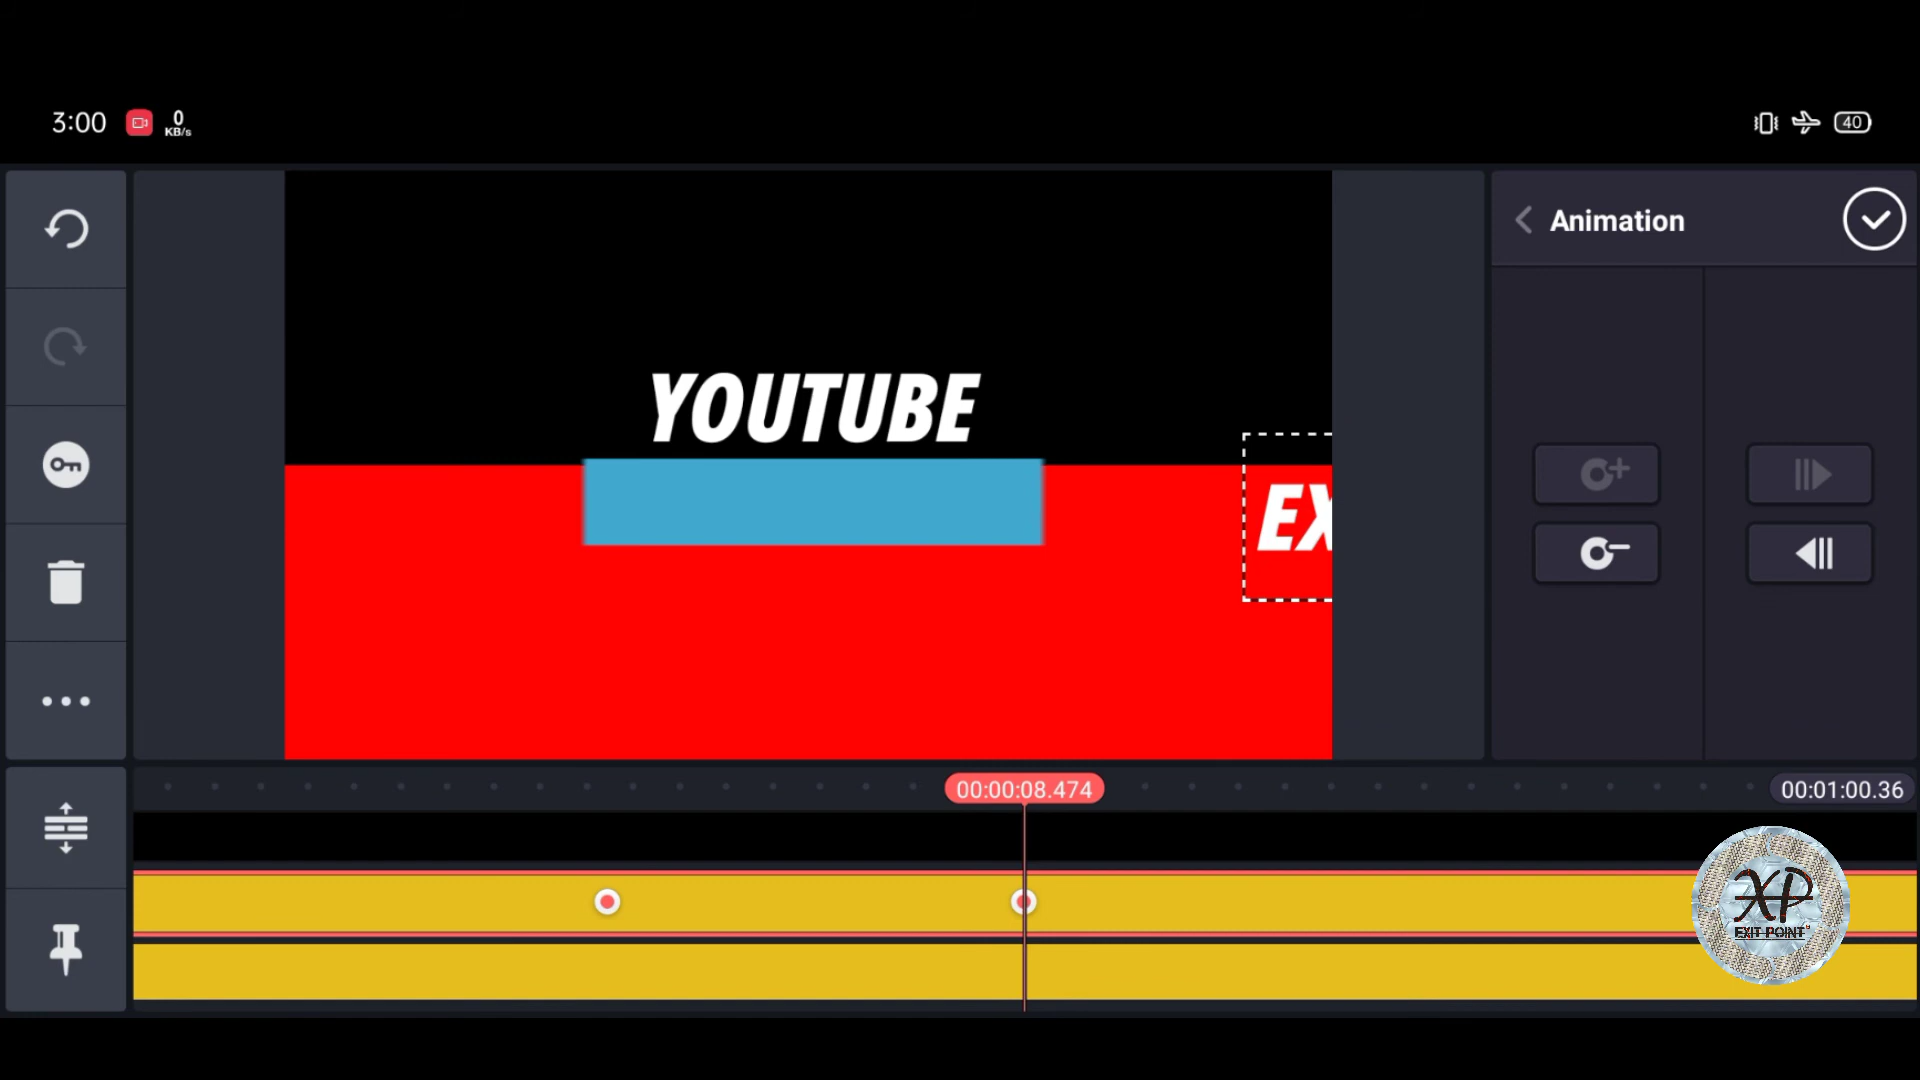 3:00
0
KB/s
40
Animation
YOUTUBE
EX
00:00:08.474
00:01:00.36
XP
EXIT POINT